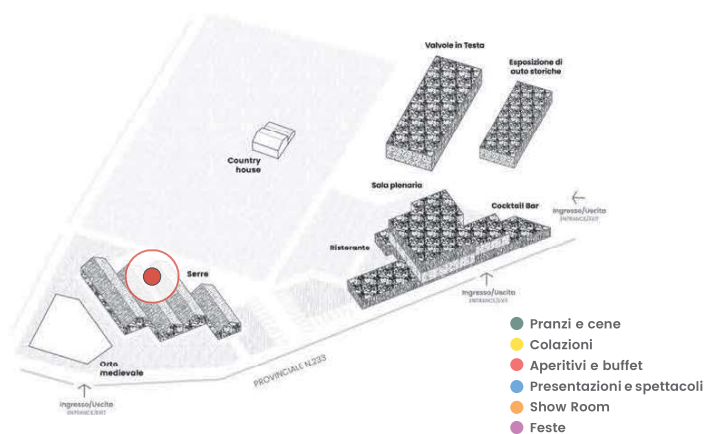 Valvole in Testa
Esposizione di
auto storiche
Country
house
Sala plenaria
Cocktail Bar
Ingresso/Uscita
ENTRANCE/EXIT
Ristorante
Serre
Ingresso/Uscita
ENTRANCE/EXIT
Orto
medievale
PROVINCIALE N.233
Ingresso/Uscita
ENTRANCE/EXIT
Pranzi e cene
Colazioni
Aperitivi e buffet
Presentazioni e spettacoli
Show Room
Feste